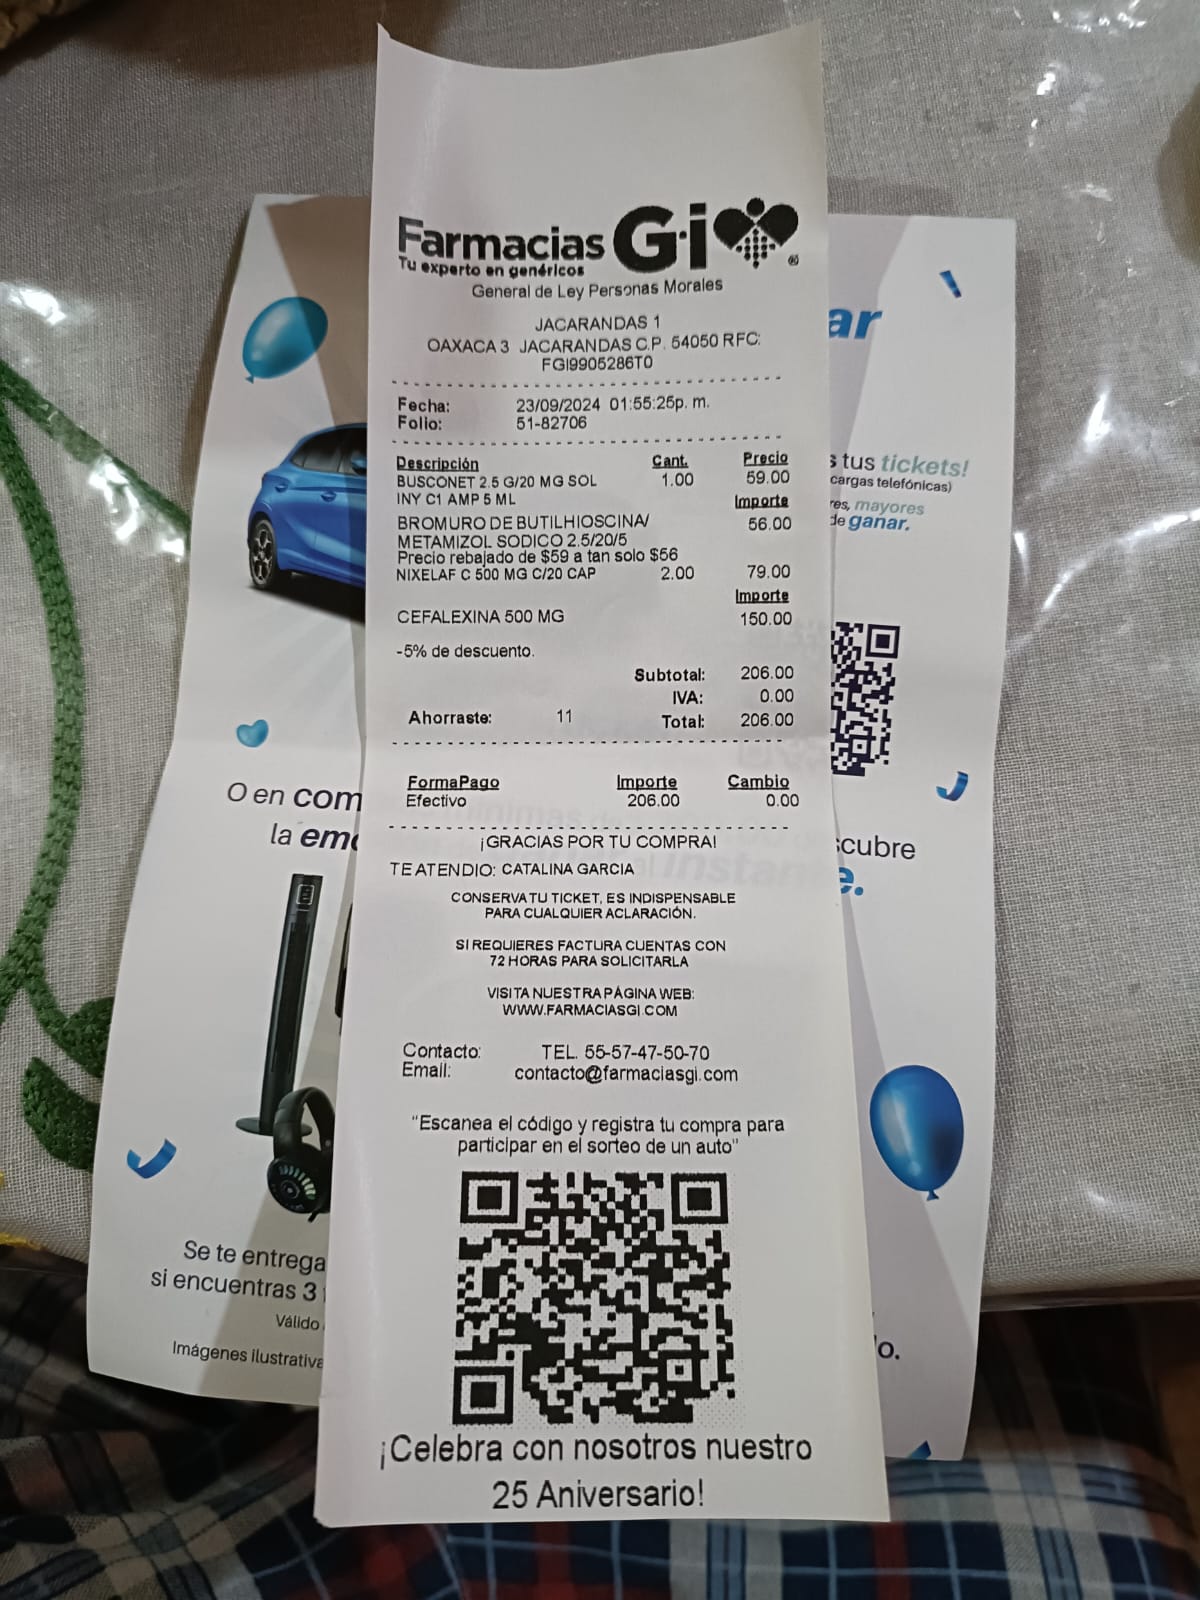 Farmacias G·i
®
Tu experto en genéricos
General de Ley Personas Morales
JACARANDAS 1
OAXACA 3 JACARANDAS C.P. 54050 RFC:
FGI9905286T0
Fecha: 23/09/2024 01:55:25p. m.
Folio: 51-82706
Descripción Cant. Precio
BUSCONET 2.5 G/20 MG SOL 1.00 59.00
INY C1 AMP 5 ML Importe
BROMURO DE BUTILHIOSCINA/ 56.00
METAMIZOL SODICO 2.5/20/5
Precio rebajado de $59 a tan solo $56
NIXELAF C 500 MG C/20 CAP 2.00 79.00
Importe
CEFALEXINA 500 MG 150.00
-5% de descuento.
Subtotal: 206.00
IVA: 0.00
Ahorraste: 11 Total: 206.00
FormaPago Importe Cambio
Efectivo 206.00 0.00
¡GRACIAS POR TU COMPRA!
TE ATENDIO: CATALINA GARCIA
CONSERVA TU TICKET, ES INDISPENSABLE
PARA CUALQUIER ACLARACIÓN.
SI REQUIERES FACTURA CUENTAS CON
72 HORAS PARA SOLICITARLA
VISITA NUESTRA PÁGINA WEB:
WWW.FARMACIASGI.COM
Contacto: TEL. 55-57-47-50-70
Email: contacto@farmaciasgi.com
"Escanea el código y registra tu compra para
participar en el sorteo de un auto"
¡Celebra con nosotros nuestro
25 Aniversario!
ar
s tus tickets!
cargas telefónicas)
res, mayores
de ganar.
O en com
la emo
cubre
e.
Se te entrega
si encuentras 3
Válido
Imágenes ilustrativa
o.